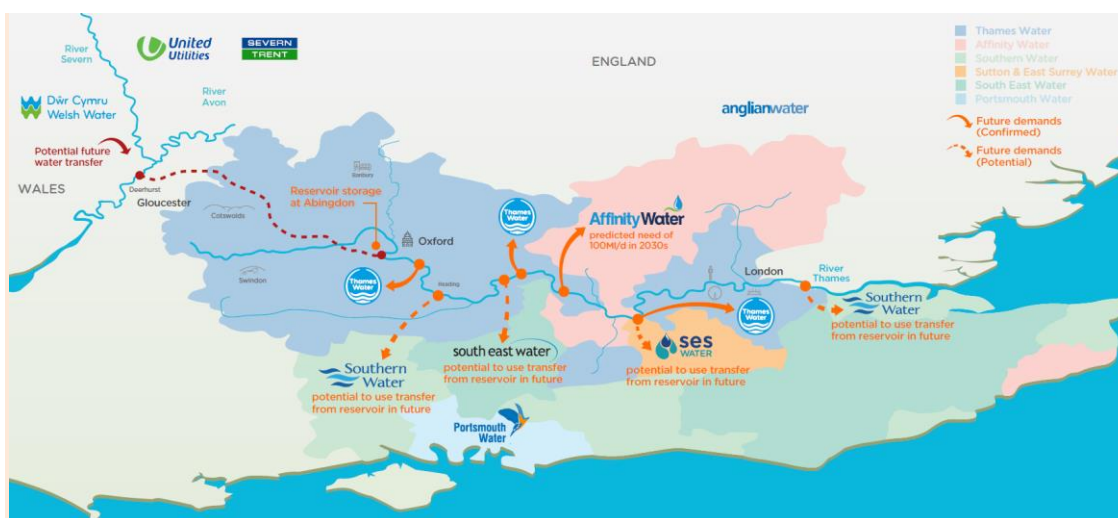 River
Severn
United
Utilities
SEVERN
TRENT
ENGLAND
Thames Water
Affinity Water
Southern Water
Sutton & East Surrey Water
South East Water
Portsmouth Water
Dŵr Cymru
Welsh Water
River
Avon
anglianwater
Future demands
(Confirmed)
Future demands
(Potential)
Potential future
water transfer
WALES
Deerhurst
Gloucester
Banbury
Reservoir storage
at Abingdon
Cotswolds
Oxford
Thames
Water
AffinityWater
predicted need of
100Ml/d in 2030s
Swindon
Thames
Water
Reading
London
River
Thames
Southern
Water
potential to use transfer
from reservoir in future
Thames
Water
Southern
Water
potential to use transfer
from reservoir in future
south east water
potential to use transfer
from reservoir in future
ses
WATER
potential to use transfer
from reservoir in future
Portsmouth
Water